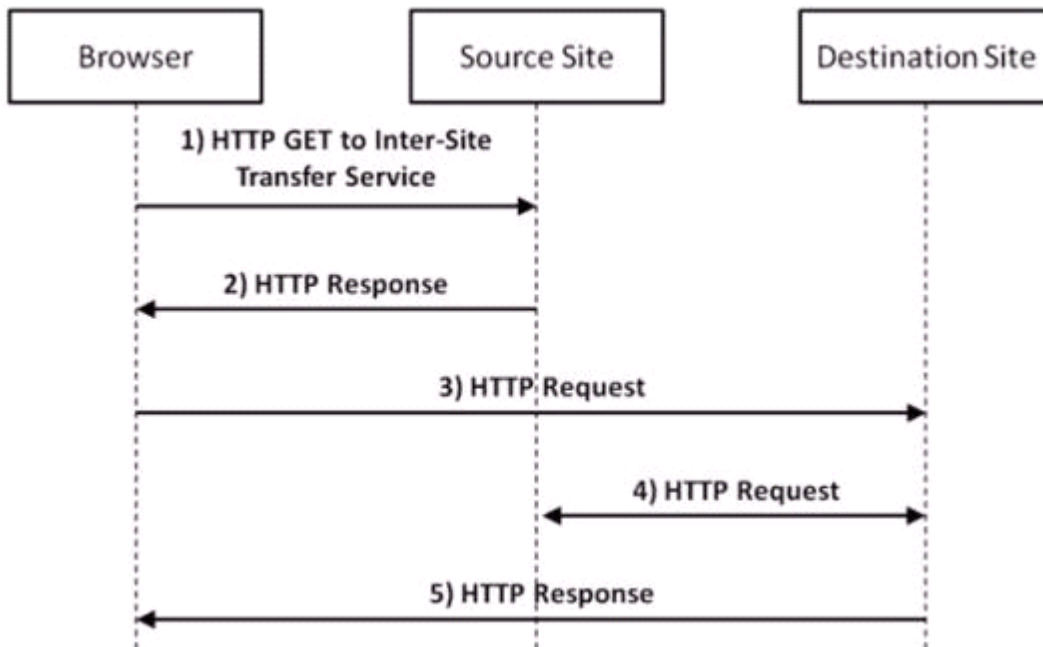 Browser
Source Site
Destination Site
1) HTTP GET to Inter-Site
Transfer Service
2) HTTP Response
3) HTTP Request
4) HTTP Request
5) HTTP Response